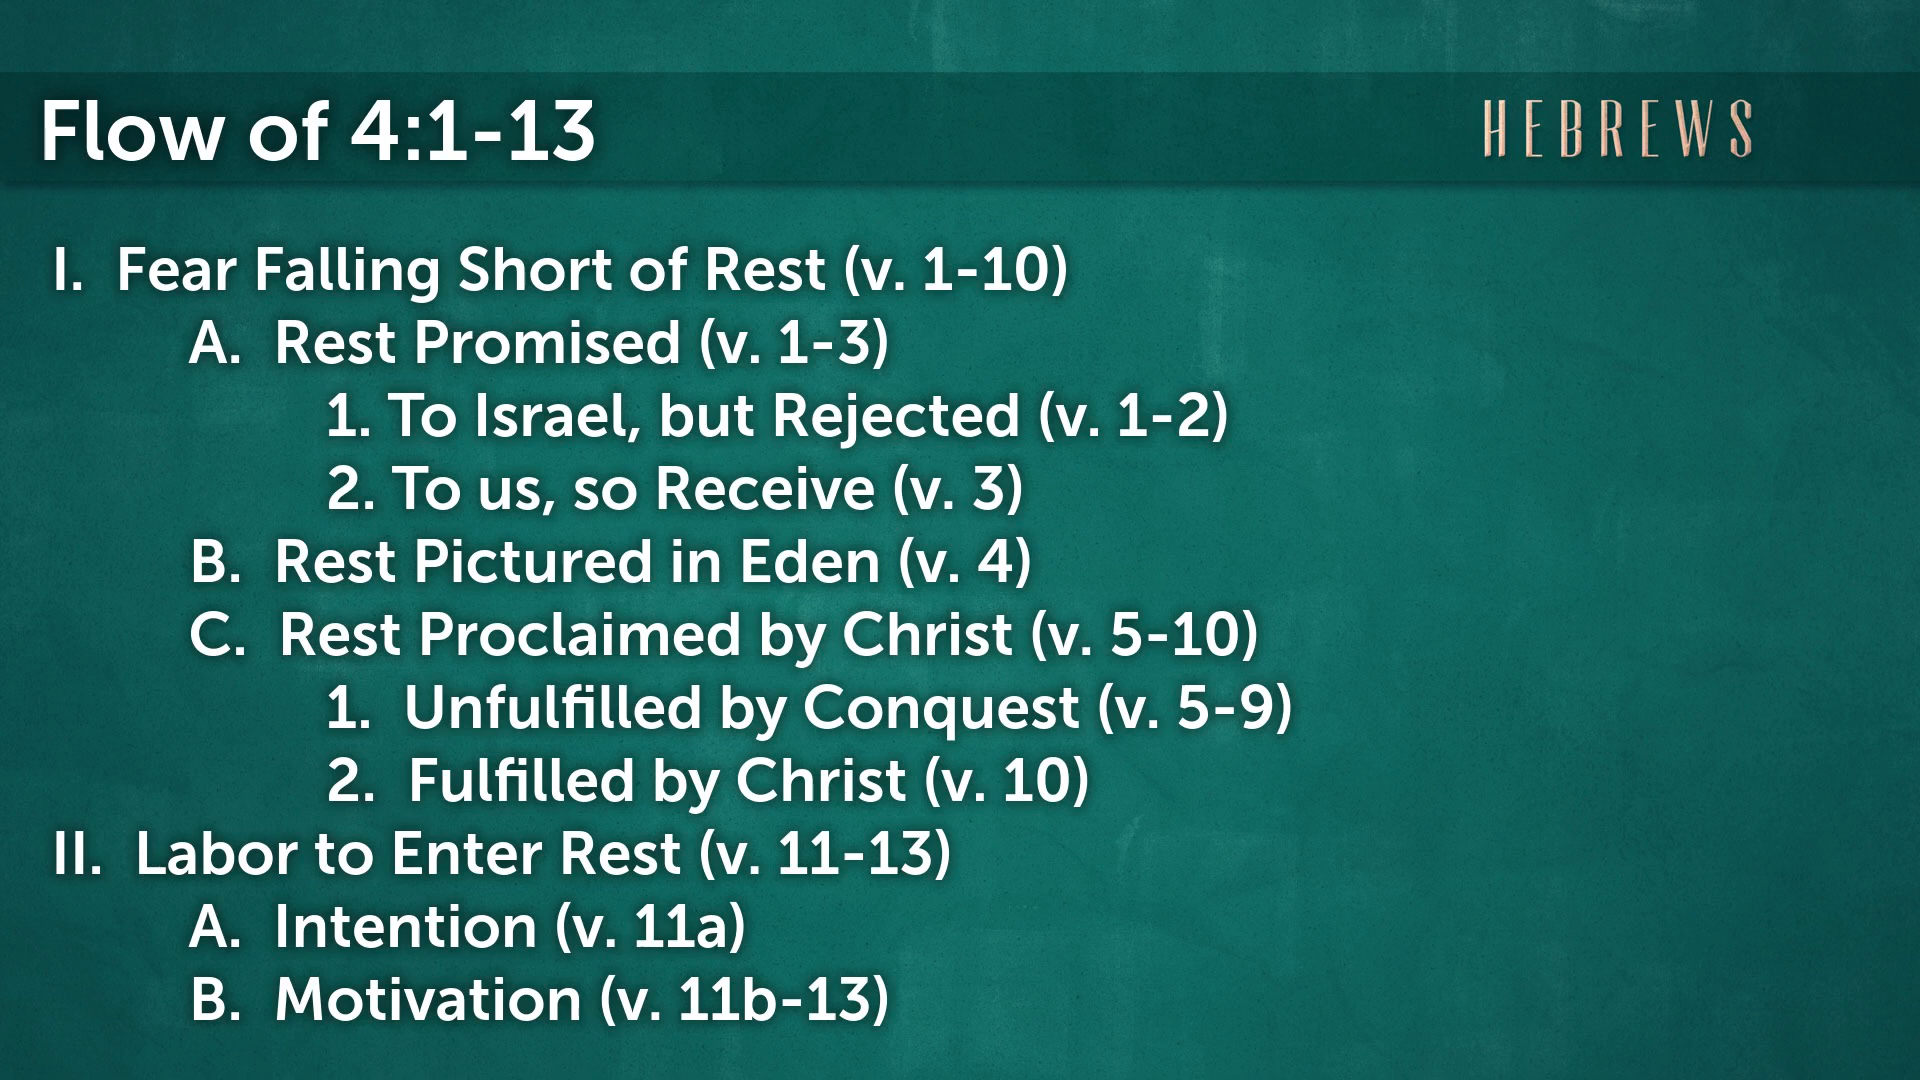 Flow of 4:1-13
HEBREWS
I. Fear Falling Short of Rest (v. 1-10)
A. Rest Promised (v. 1-3)
1. To Israel, but Rejected (v. 1-2)
2. To us, so Receive (v. 3)
B. Rest Pictured in Eden (v. 4)
C. Rest Proclaimed by Christ (v. 5-10)
1. Unfulfilled by Conquest (v. 5-9)
2. Fulfilled by Christ (v. 10)
II. Labor to Enter Rest (v. 11-13)
A. Intention (v. 11a)
B. Motivation (v. 11b-13)